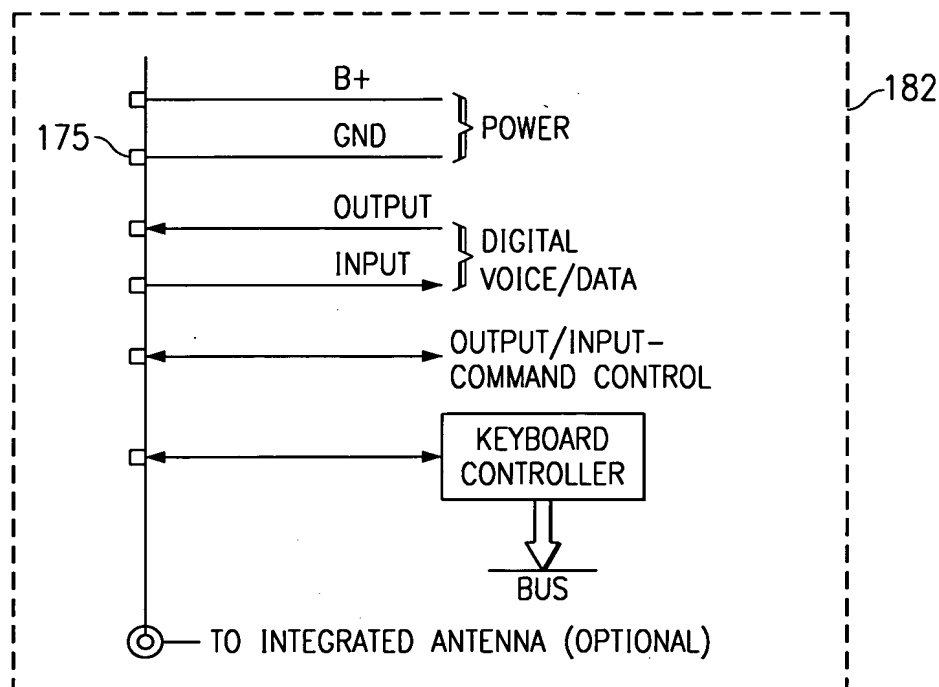 B+
182
175
GND
POWER
OUTPUT
INPUT
DIGITAL
VOICE/DATA
OUTPUT/INPUT-
COMMAND CONTROL
KEYBOARD
CONTROLLER
BUS
TO INTEGRATED ANTENNA (OPTIONAL)